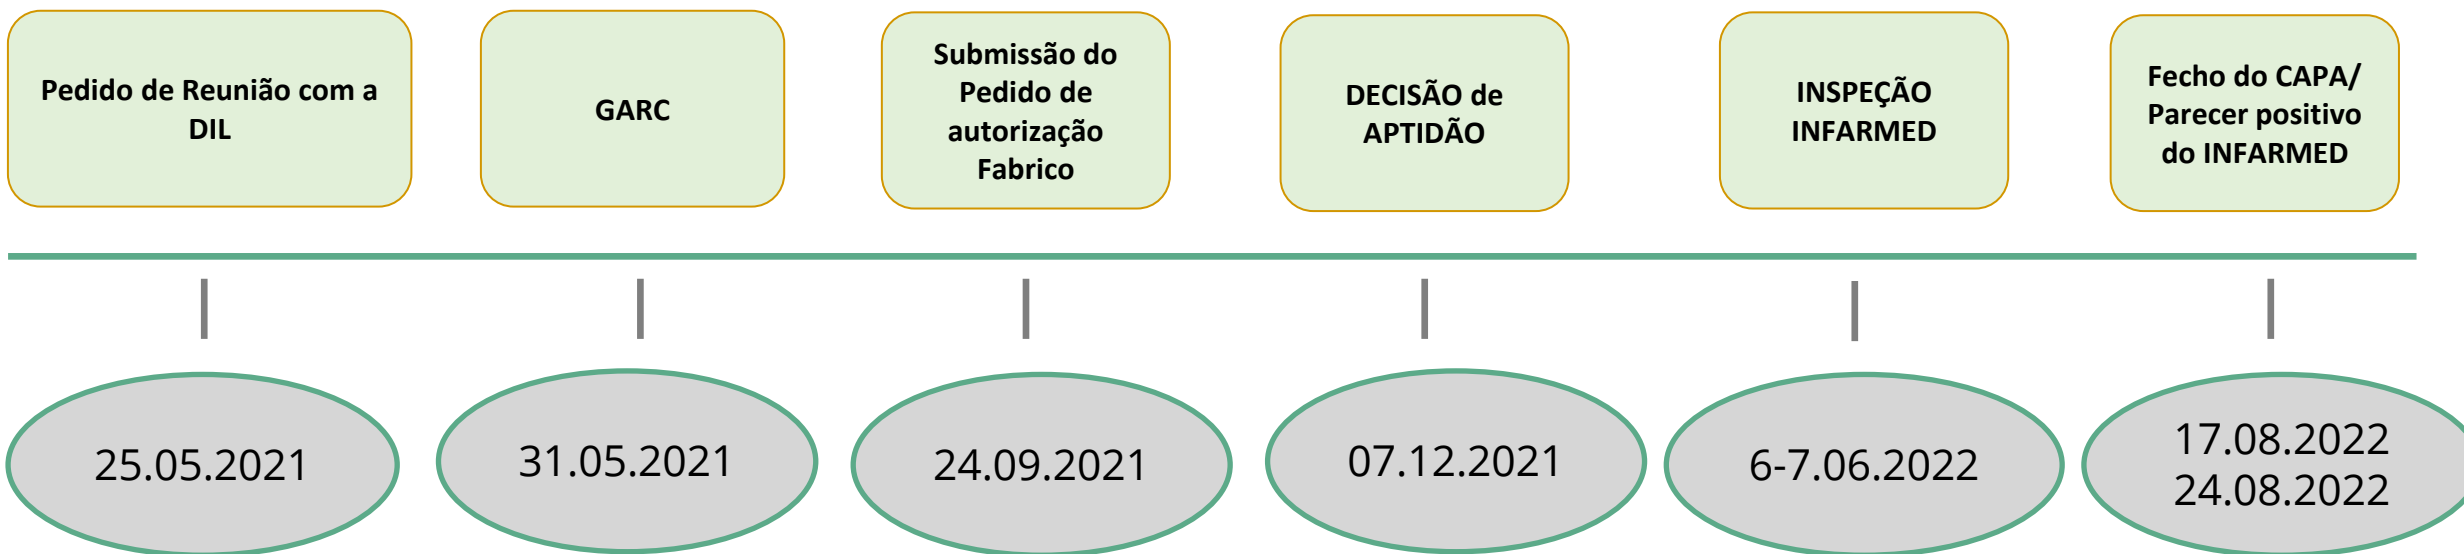 Pedido de Reunião com a
DIL
GARC
Submissão do
Pedido de
autorização
Fabrico
DECISÃO de
APTIDÃO
INSPEÇÃO
INFARMED
Fecho do CAPA/
Parecer positivo
do INFARMED
25.05.2021
31.05.2021
24.09.2021
07.12.2021
6-7.06.2022
17.08.2022
24.08.2022